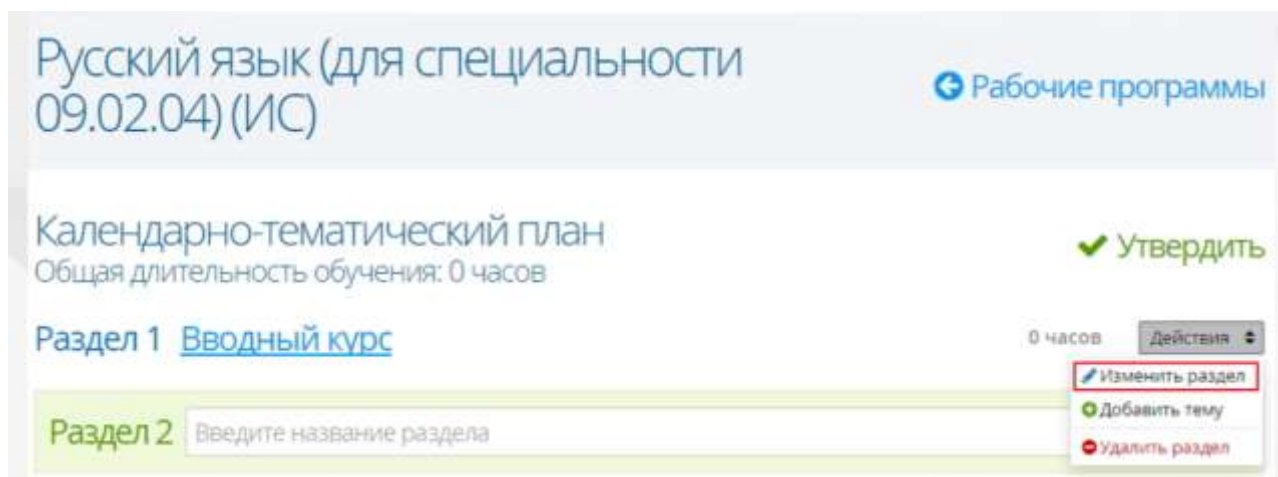 Русский язык (для специальности
09.02.04) (ИС)
Рабочие программы
Календарно-тематический план
Общая длительность обучения: 0 часов
Утвердить
Раздел 1 Вводный курс
0 часов
Действия
Изменить раздел
Добавить тему
Удалить раздел
Раздел 2 Введите название раздела